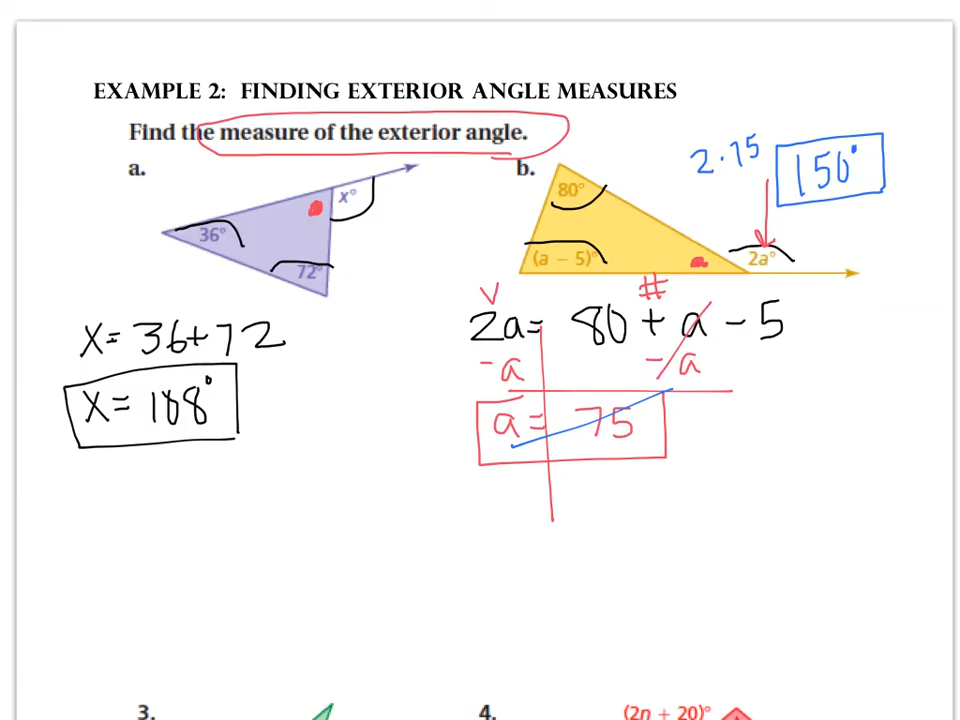 EXAMPLE 2: FINDING EXTERIOR ANGLE MEASURES
Find the measure of the exterior angle.
a.
x°
36°
72°
x = 36+72
x = 108°
b.
2·75
150°
80°
(a − 5)°
2a°
v
#
2a = 80 + a − 5
-a
-a
a = 75
3.
4.
(2n + 20)°